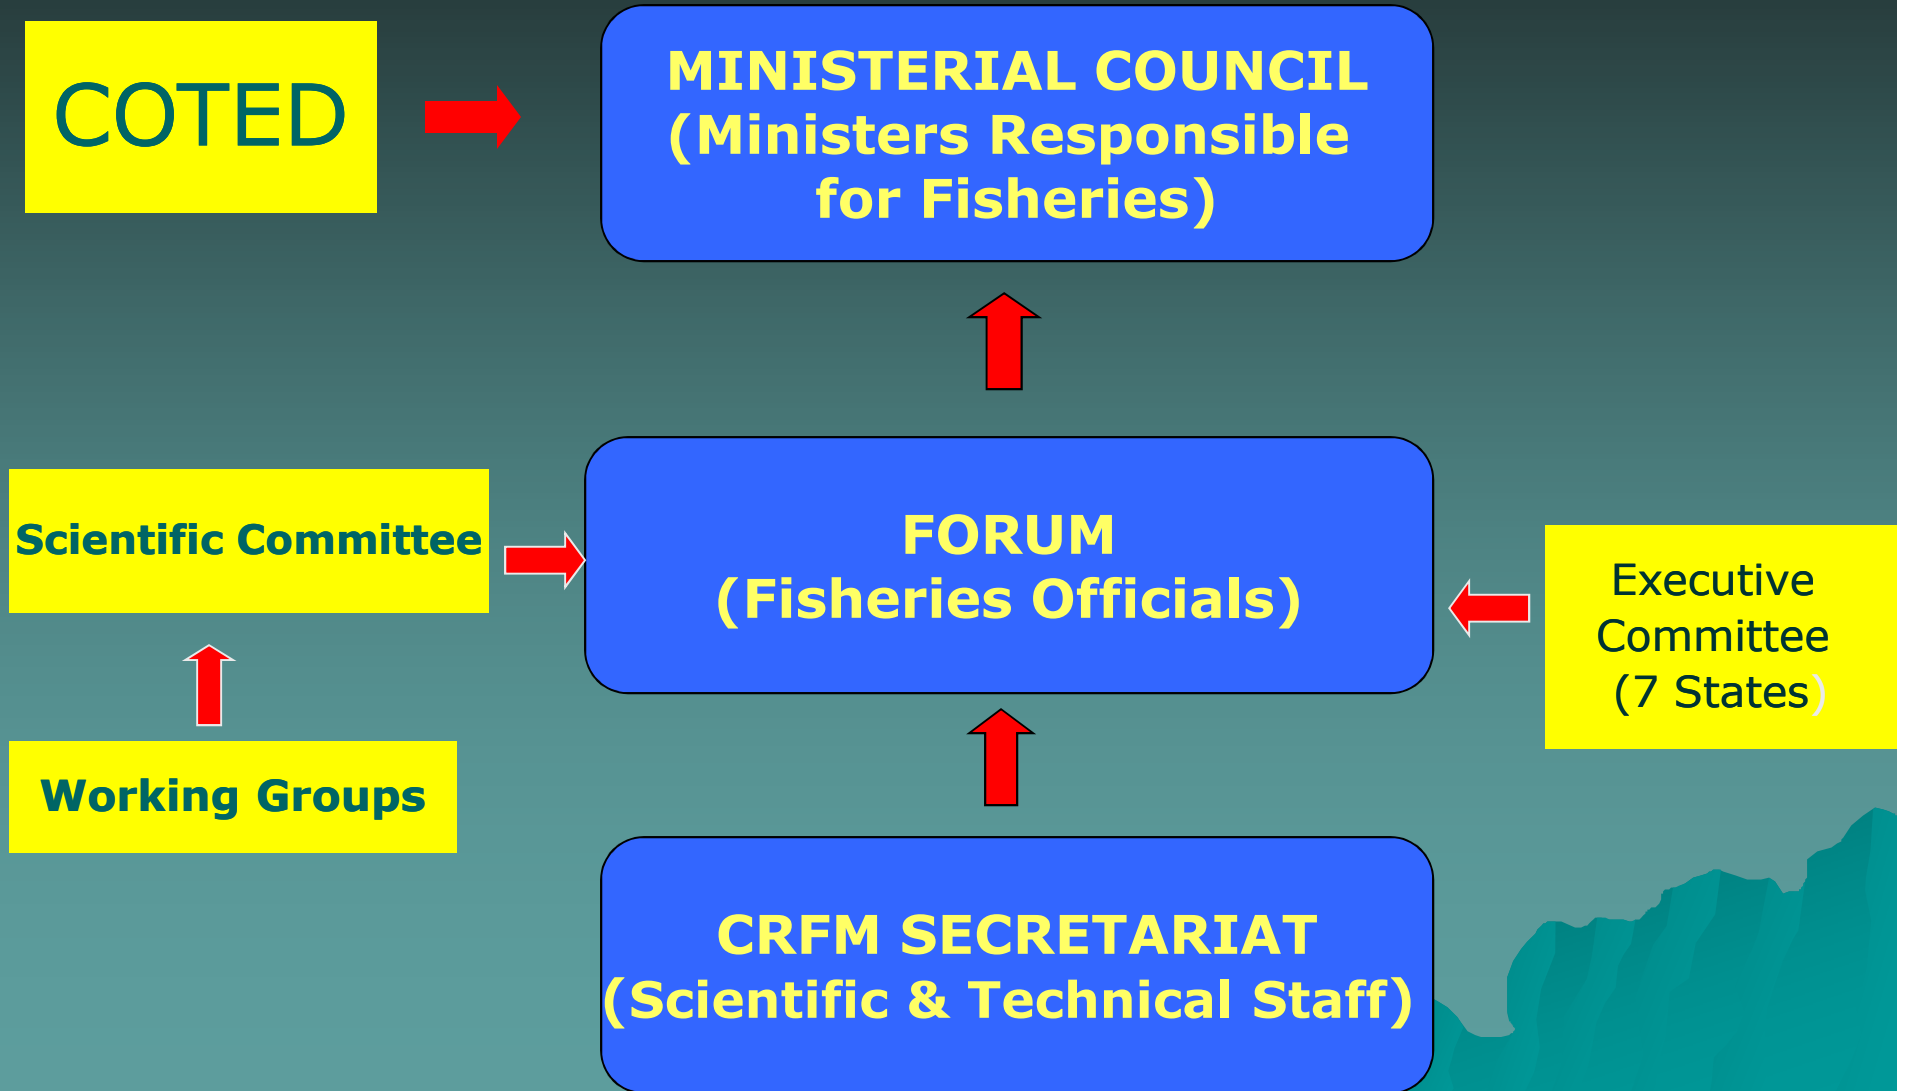 COTED
MINISTERIAL COUNCIL
(Ministers Responsible
for Fisheries)
Scientific Committee
FORUM
(Fisheries Officials)
Executive
Committee
(7 States)
Working Groups
CRFM SECRETARIAT
(Scientific & Technical Staff)